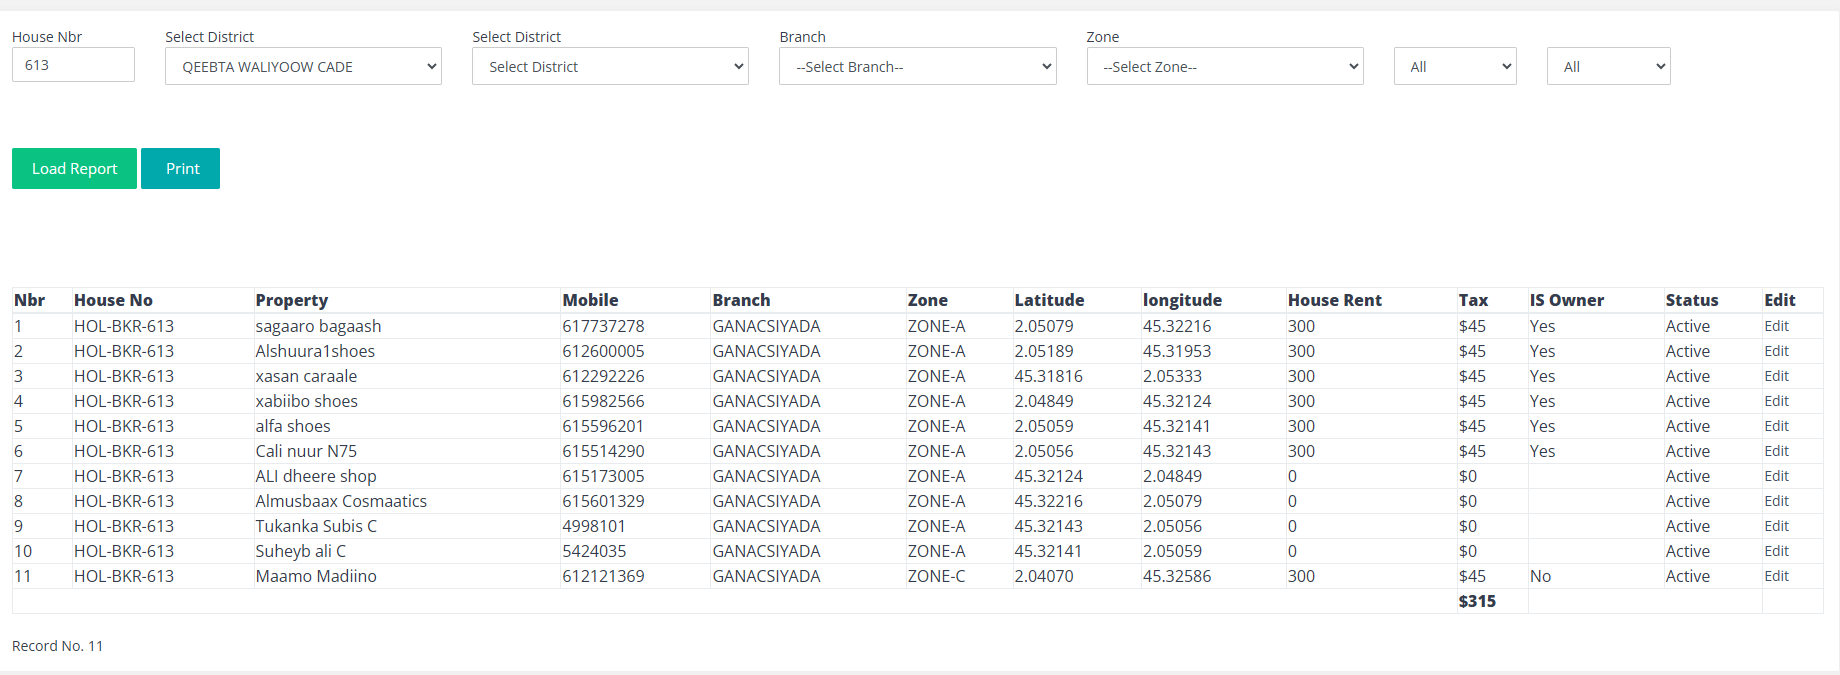 House Nbr Select District Select District Branch Zone
613 QEEBTA WALIYOOW CADE Select District --Select Branch-- --Select Zone-- All All
Load Report Print
Nbr House No Property Mobile Branch Zone Latitude longitude House Rent Tax IS Owner Status Edit
1 HOL-BKR-613 sagaaro bagaash 617737278 GANACSIYADA ZONE-A 2.05079 45.32216 300 $45 Yes Active Edit
2 HOL-BKR-613 Alshuura1shoes 612600005 GANACSIYADA ZONE-A 2.05189 45.31953 300 $45 Yes Active Edit
3 HOL-BKR-613 xasan caraale 612292226 GANACSIYADA ZONE-A 45.31816 2.05333 300 $45 Yes Active Edit
4 HOL-BKR-613 xabiibo shoes 615982566 GANACSIYADA ZONE-A 2.04849 45.32124 300 $45 Yes Active Edit
5 HOL-BKR-613 alfa shoes 615596201 GANACSIYADA ZONE-A 2.05059 45.32141 300 $45 Yes Active Edit
6 HOL-BKR-613 Cali nuur N75 615514290 GANACSIYADA ZONE-A 2.05056 45.32143 300 $45 Yes Active Edit
7 HOL-BKR-613 ALI dheere shop 615173005 GANACSIYADA ZONE-A 45.32124 2.04849 0 $0 Active Edit
8 HOL-BKR-613 Almusbaax Cosmaatics 615601329 GANACSIYADA ZONE-A 45.32216 2.05079 0 $0 Active Edit
9 HOL-BKR-613 Tukanka Subis C 4998101 GANACSIYADA ZONE-A 45.32143 2.05056 0 $0 Active Edit
10 HOL-BKR-613 Suheyb ali C 5424035 GANACSIYADA ZONE-A 45.32141 2.05059 0 $0 Active Edit
11 HOL-BKR-613 Maamo Madiino 612121369 GANACSIYADA ZONE-C 2.04070 45.32586 300 $45 No Active Edit
$315
Record No. 11